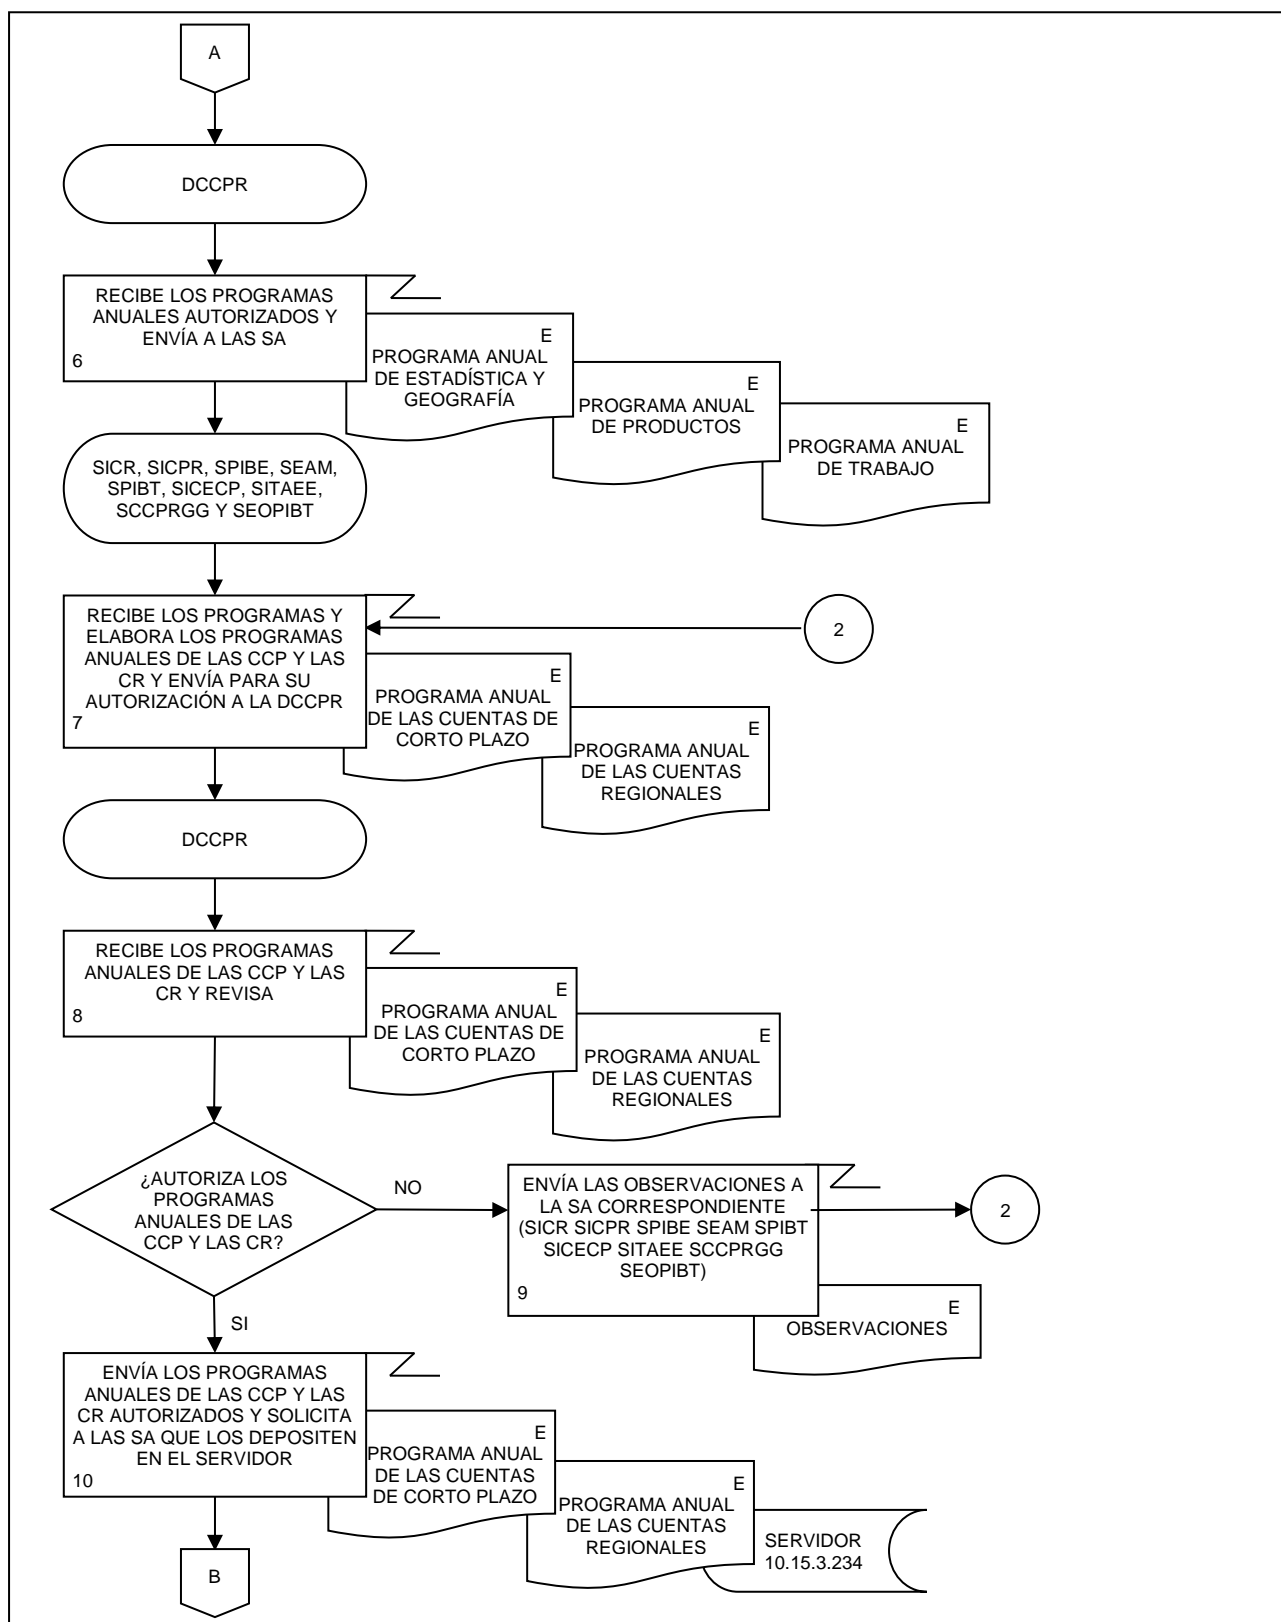 A
DCCPR
RECIBE LOS PROGRAMAS
ANUALES AUTORIZADOS Y
ENVÍA A LAS SA
6
E
PROGRAMA ANUAL
DE ESTADÍSTICA Y
GEOGRAFÍA
E
PROGRAMA ANUAL
DE PRODUCTOS
E
PROGRAMA ANUAL
DE TRABAJO
SICR, SICPR, SPIBE, SEAM,
SPIBT, SICECP, SITAEE,
SCCPRGG Y SEOPIBT
RECIBE LOS PROGRAMAS Y
ELABORA LOS PROGRAMAS
ANUALES DE LAS CCP Y LAS
CR Y ENVÍA PARA SU
AUTORIZACIÓN A LA DCCPR
7
2
E
PROGRAMA ANUAL
DE LAS CUENTAS DE
CORTO PLAZO
E
PROGRAMA ANUAL
DE LAS CUENTAS
REGIONALES
DCCPR
RECIBE LOS PROGRAMAS
ANUALES DE LAS CCP Y LAS
CR Y REVISA
8
E
PROGRAMA ANUAL
DE LAS CUENTAS DE
CORTO PLAZO
E
PROGRAMA ANUAL
DE LAS CUENTAS
REGIONALES
¿AUTORIZA LOS
PROGRAMAS
ANUALES DE LAS
CCP Y LAS CR?
NO
ENVÍA LAS OBSERVACIONES A
LA SA CORRESPONDIENTE
(SICR SICPR SPIBE SEAM SPIBT
SICECP SITAEE SCCPRGG
SEOPIBT)
9
2
E
OBSERVACIONES
SI
ENVÍA LOS PROGRAMAS
ANUALES DE LAS CCP Y LAS
CR AUTORIZADOS Y SOLICITA
A LAS SA QUE LOS DEPOSITEN
EN EL SERVIDOR
10
E
PROGRAMA ANUAL
DE LAS CUENTAS
DE CORTO PLAZO
E
PROGRAMA ANUAL
DE LAS CUENTAS
REGIONALES
SERVIDOR
10.15.3.234
B